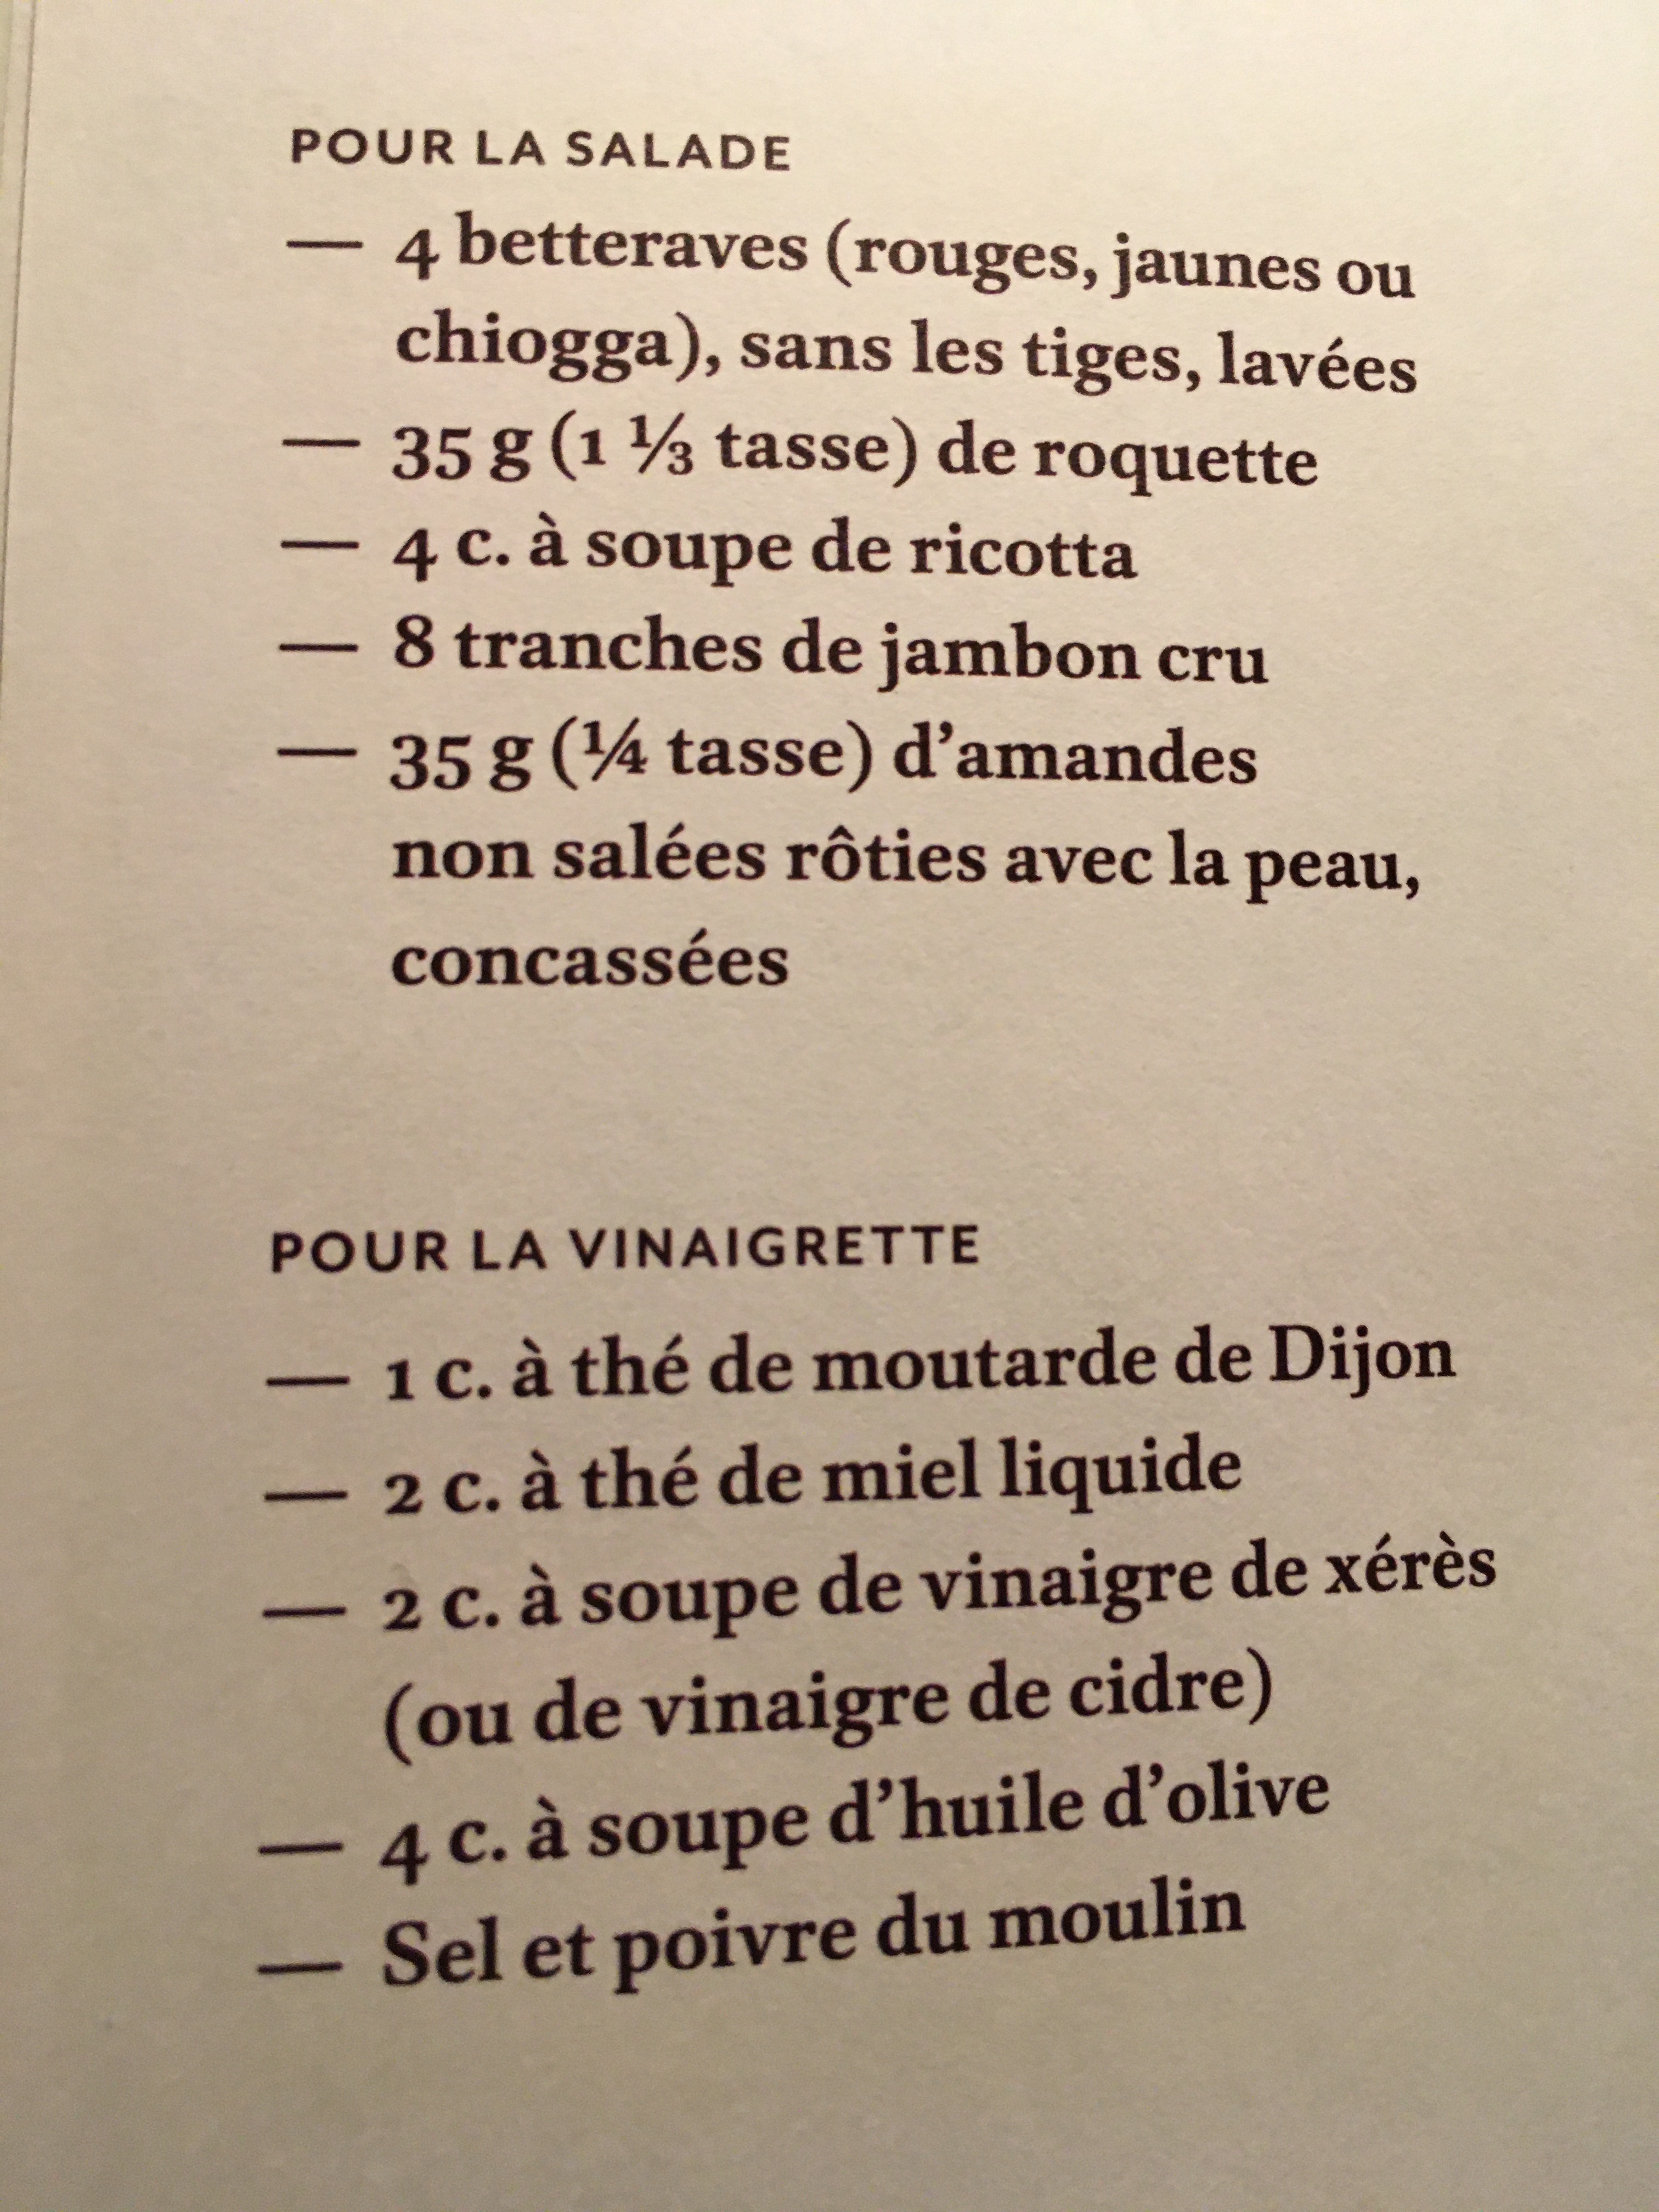 POUR LA SALADE
— 4 betteraves (rouges, jaunes ou
chiogga), sans les tiges, lavées
— 35 g (1 ⅓ tasse) de roquette
— 4 c. à soupe de ricotta
— 8 tranches de jambon cru
— 35 g (¼ tasse) d’amandes
non salées rôties avec la peau,
concassées
POUR LA VINAIGRETTE
— 1 c. à thé de moutarde de Dijon
— 2 c. à thé de miel liquide
— 2 c. à soupe de vinaigre de xérès
(ou de vinaigre de cidre)
— 4 c. à soupe d’huile d’olive
— Sel et poivre du moulin